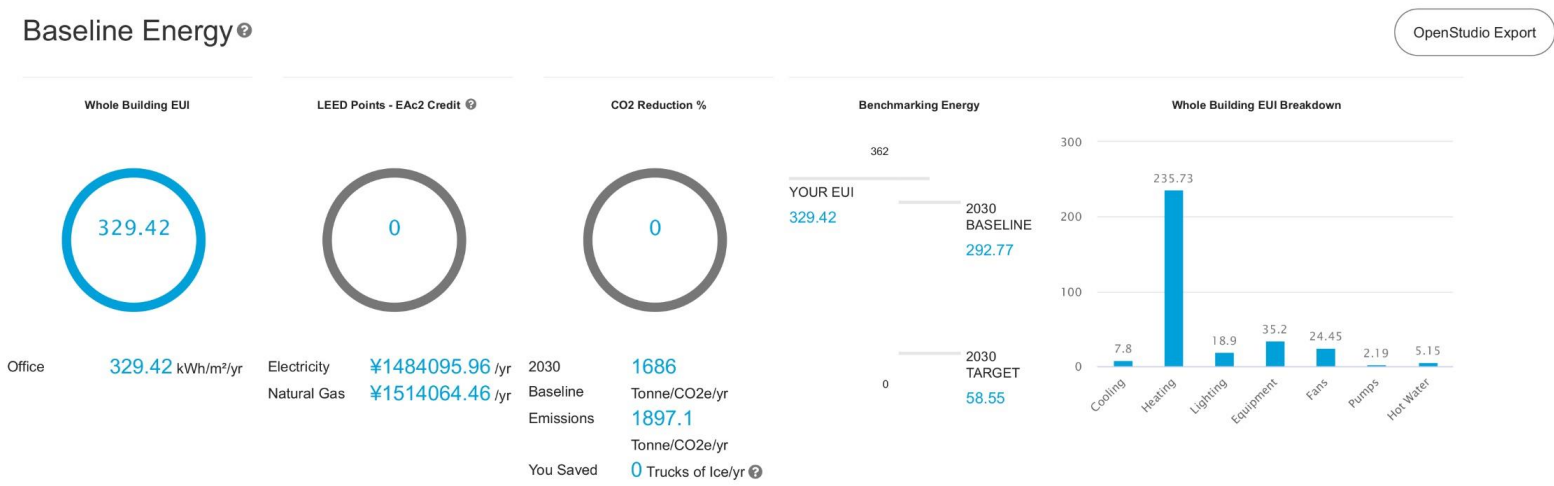 Baseline Energy ?
OpenStudio Export
Whole Building EUI
329.42
Office 329.42 kWh/m²/yr
LEED Points - EAc2 Credit ?
0
Electricity ¥1484095.96 /yr
Natural Gas ¥1514064.46 /yr
CO2 Reduction %
0
2030 1686
Baseline Tonne/CO2e/yr
Emissions 1897.1
Tonne/CO2e/yr
You Saved 0 Trucks of Ice/yr ?
Benchmarking Energy
362
YOUR EUI
329.42
2030
BASELINE
292.77
2030
TARGET
58.55
0
Whole Building EUI Breakdown
300
200
100
0
7.8
235.73
18.9
35.2
24.45
2.19
5.15
Cooling
Heating
Lighting
Equipment
Fans
Pumps
Hot Water